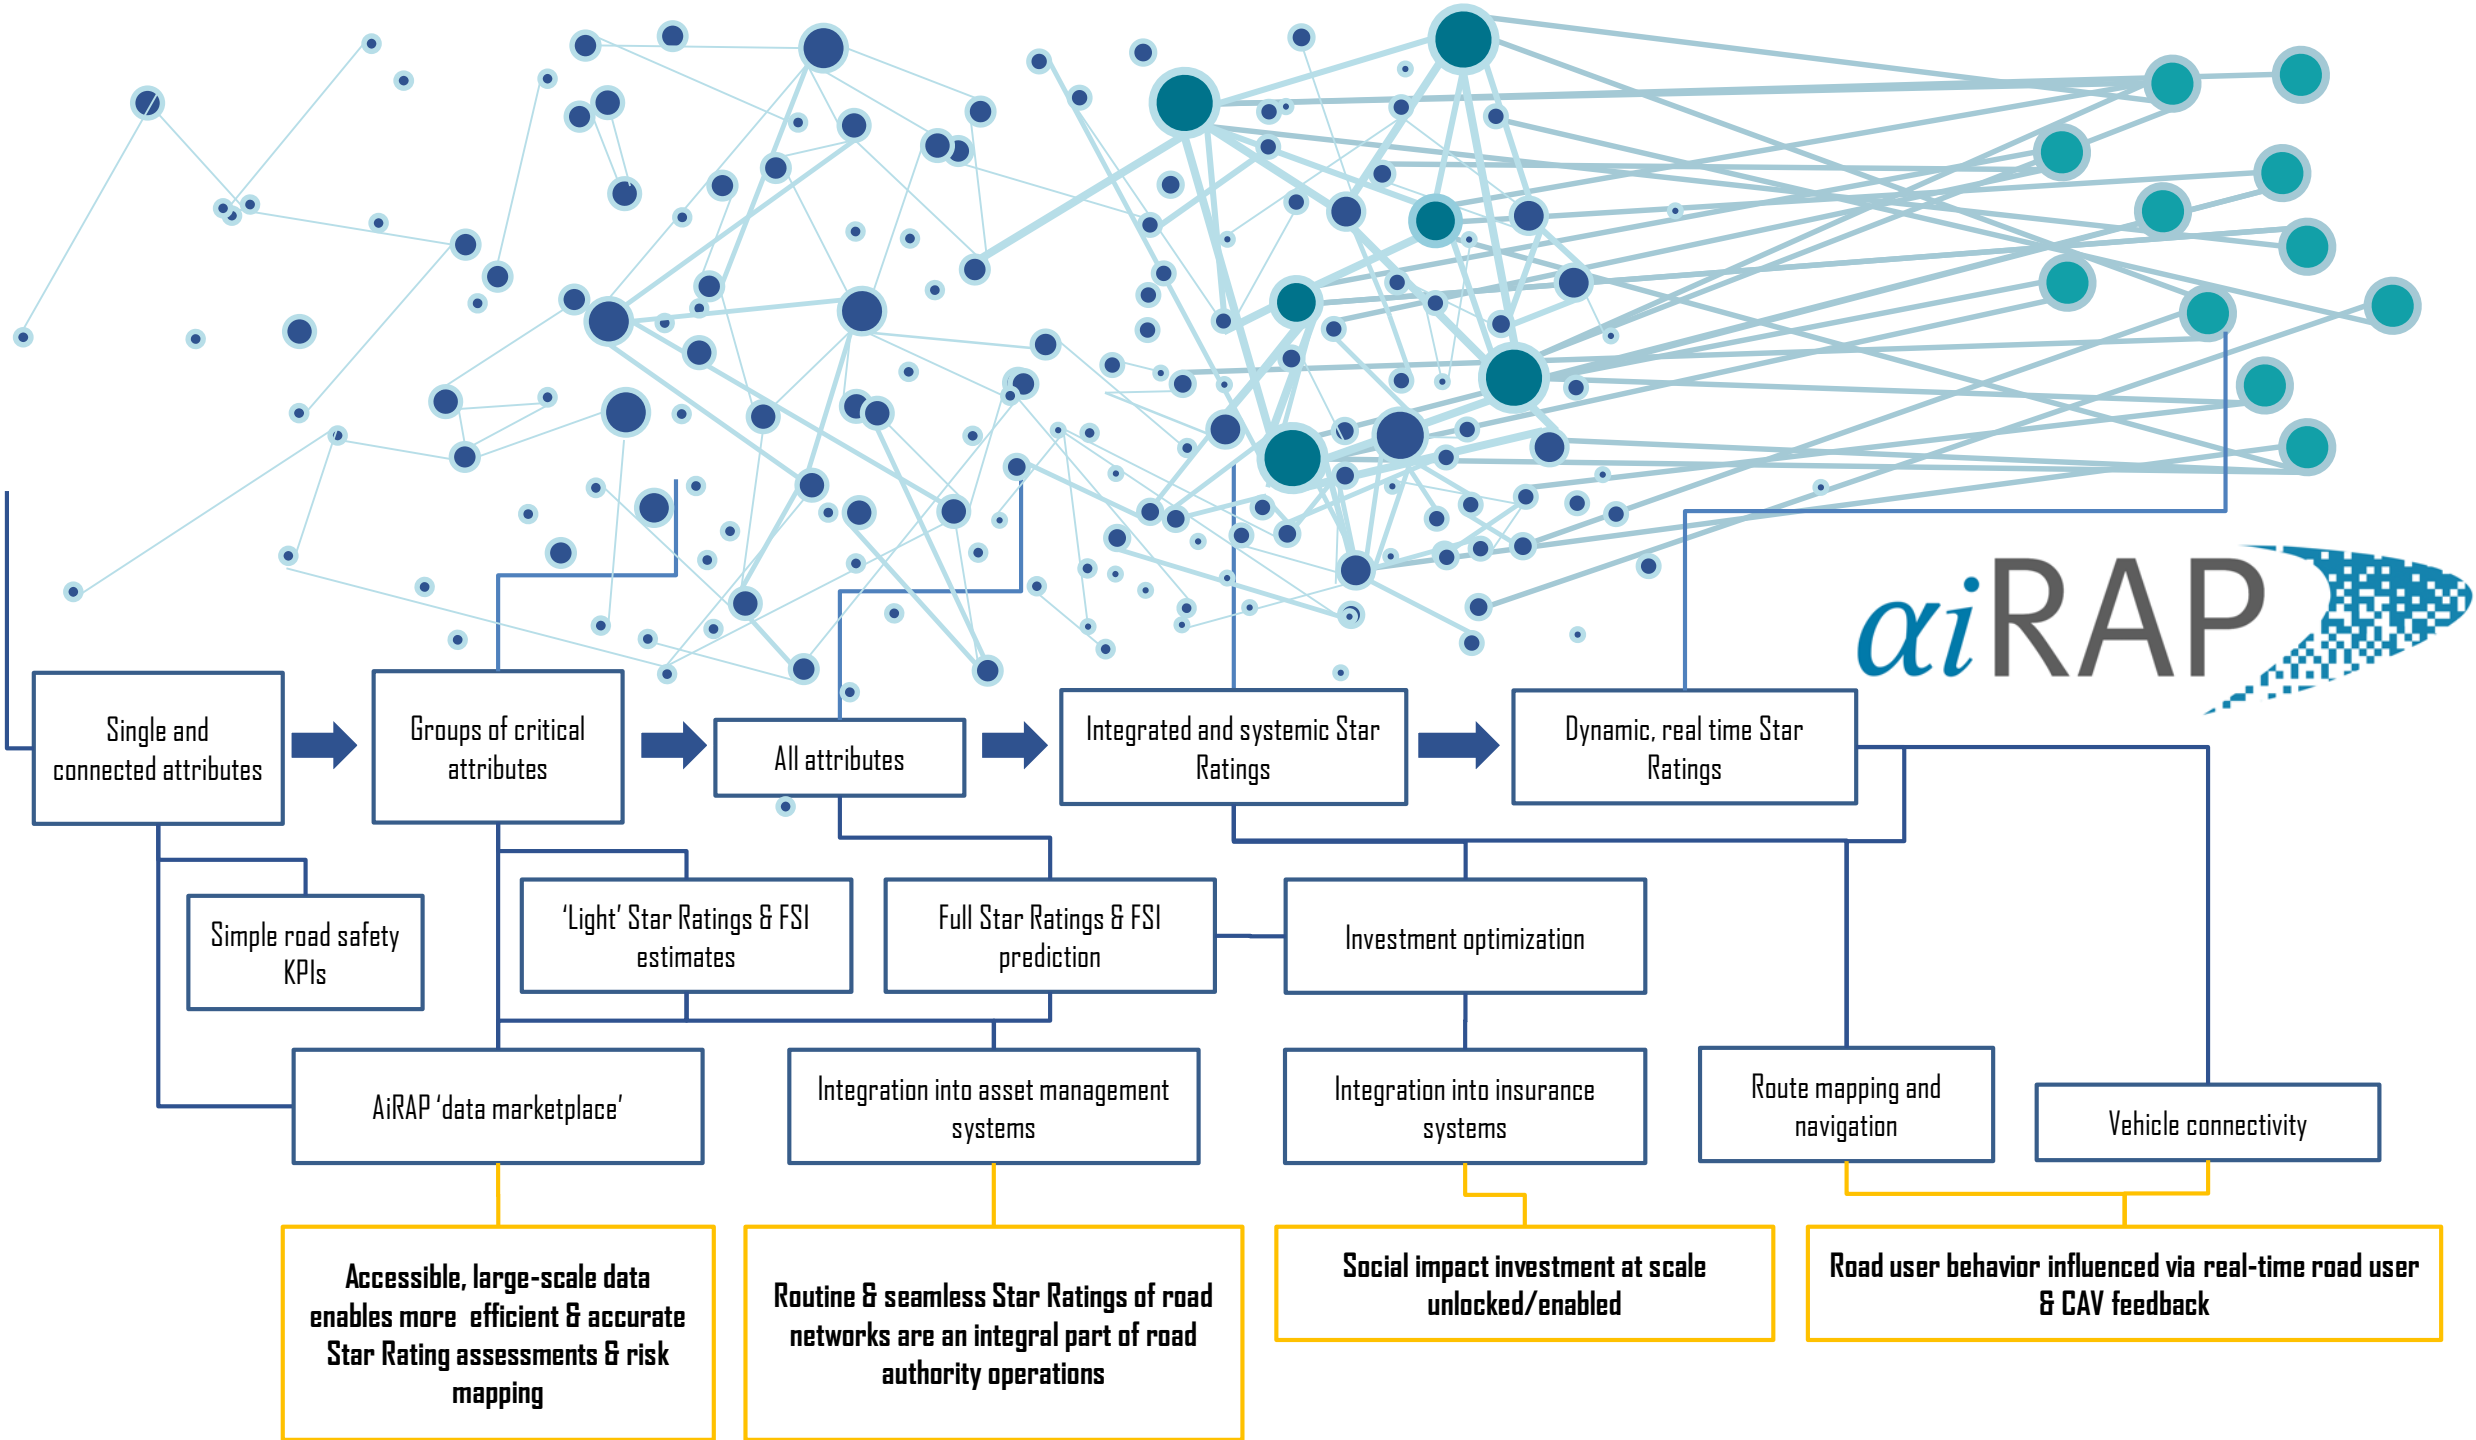 αiRAP
Single and
connected attributes
Groups of critical
attributes
All attributes
Integrated and systemic Star
Ratings
Dynamic, real time Star
Ratings
Simple road safety
KPIs
‘Light’ Star Ratings & FSI
estimates
Full Star Ratings & FSI
prediction
Investment optimization
AiRAP ‘data marketplace’
Integration into asset management
systems
Integration into insurance
systems
Route mapping and
navigation
Vehicle connectivity
Accessible, large-scale data
enables more  efficient & accurate
Star Rating assessments & risk
mapping
Routine & seamless Star Ratings of road
networks are an integral part of road
authority operations
Social impact investment at scale
unlocked/enabled
Road user behavior influenced via real-time road user
& CAV feedback